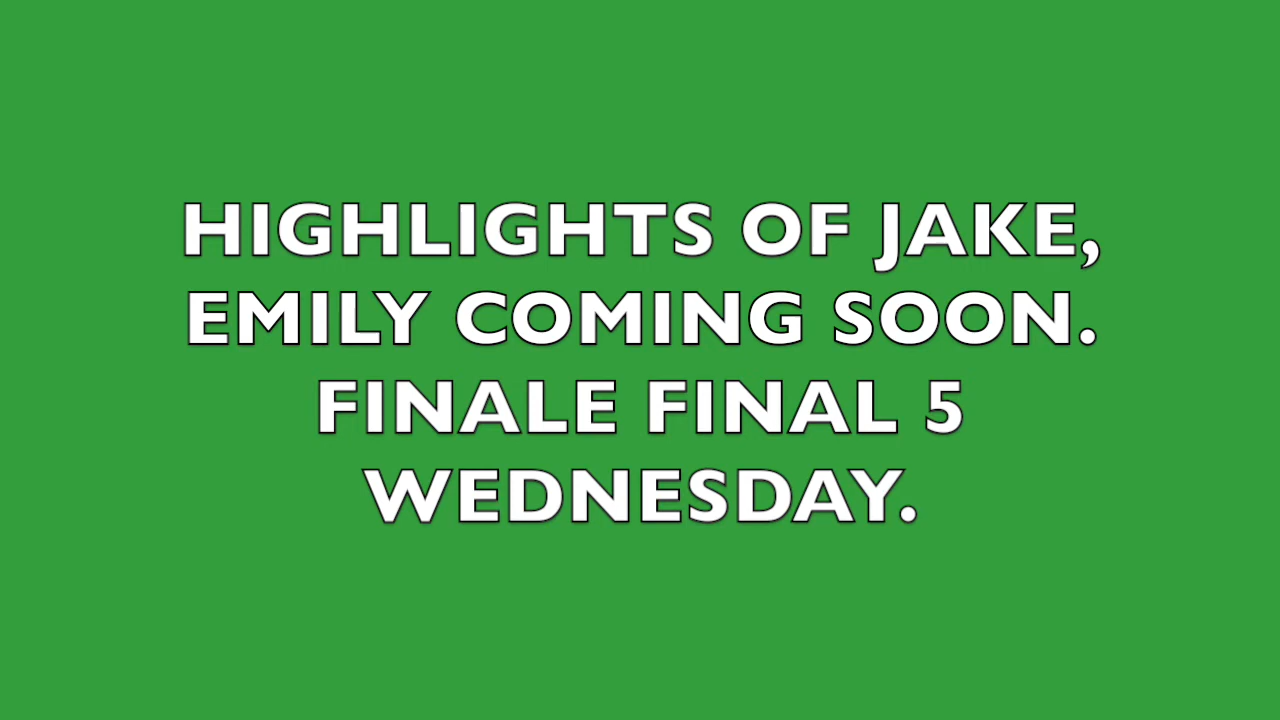 HIGHLIGHTS OF JAKE,
EMILY COMING SOON.
FINALE FINAL 5
WEDNESDAY.